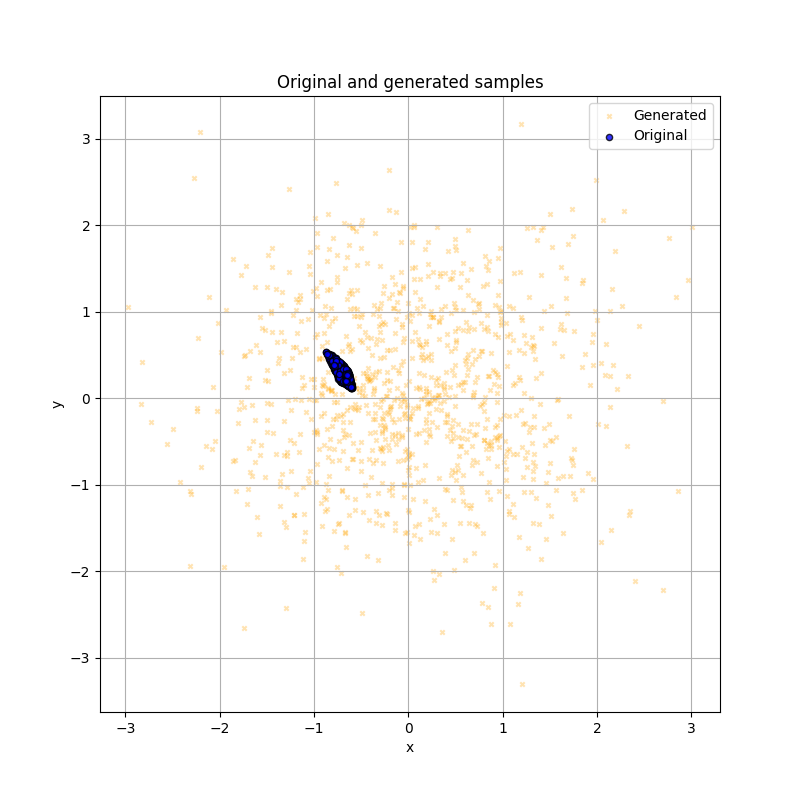 Original and generated samples
Generated
Original
3
2
1
0
−1
−2
−3
y
−3
−2
−1
0
1
2
3
x